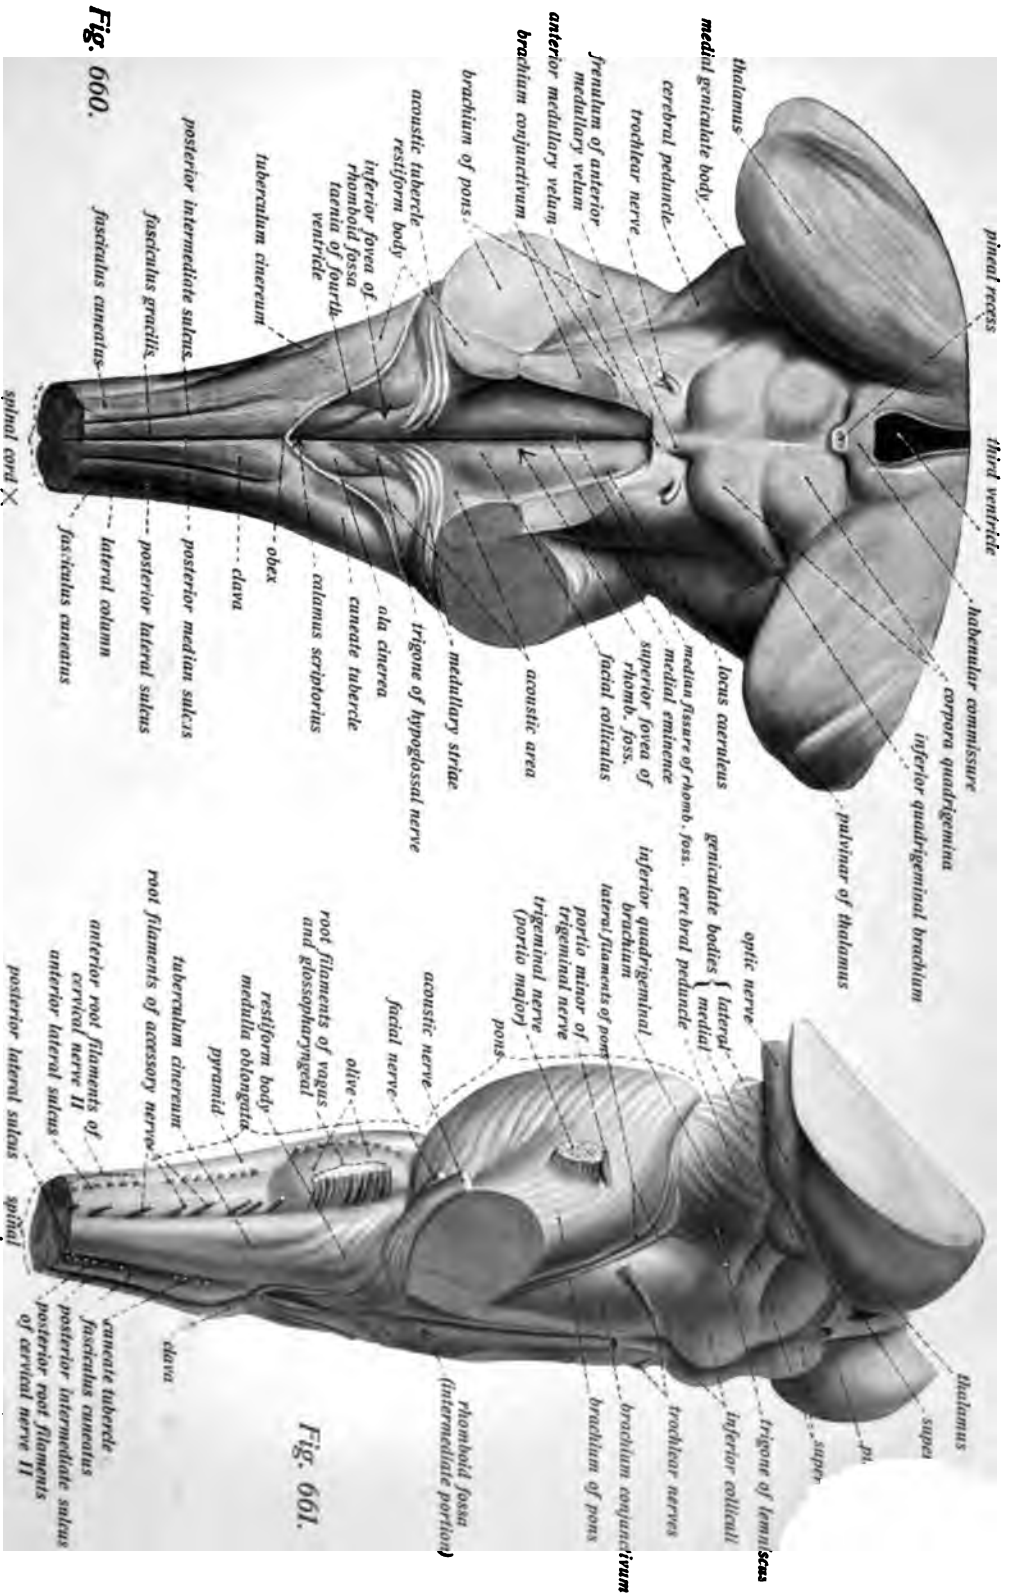 pineal recess
third ventricle
habenular commissure
corpora quadrigemina
inferior quadrigeminal brachium
pulvinar of thalamus
thalamus
medial geniculate body
cerebral peduncle
trochlear nerve
frenulum of anterior
medullary velum
anterior medullary velum
brachium conjunctivum
brachium of pons
acoustic tubercle
restiform body
inferior fovea of
rhomboid fossa
taenia of fourth
ventricle
tuberculum cinereum
posterior intermediate sulcus
fasciculus gracilis
fasciculus cuneatus
Fig. 660.
locus caeruleus
median fissure of rhomb. foss.
medial eminence
superior fovea of
rhomb. foss.
facial colliculus
acoustic area
medullary striae
trigone of hypoglossal nerve
ala cinerea
cuneate tubercle
calamus scriptorius
obex
clava
posterior median sulcus
posterior lateral sulcus
lateral column
fasciculus cuneatus
spinal cord X
optic nerve
geniculate bodies { lateral
medial
cerebral peduncle
inferior quadrigeminal
brachium
lateral filaments of pons
portio minor of
trigeminal nerve
trigeminal nerve
(portio major)
pons
acoustic nerve
facial nerve
olive
root filaments of vagus
and glossopharyngeal
restiform body
medulla oblongata
pyramid
tuberculum cinereum
root filaments of accessory nerve
anterior root filaments of
cervical nerve II
anterior lateral sulcus
posterior lateral sulcus
spinal
thalamus
super
trigone of lemniscus
inferior colliculi
trochlear nerves
brachium conjunctivum
brachium of pons
rhomboid fossa
(intermediate portion)
Fig. 661.
clava
cuneate tubercle
fasciculus cuneatus
posterior intermediate sulcus
posterior root filaments
of cervical nerve II